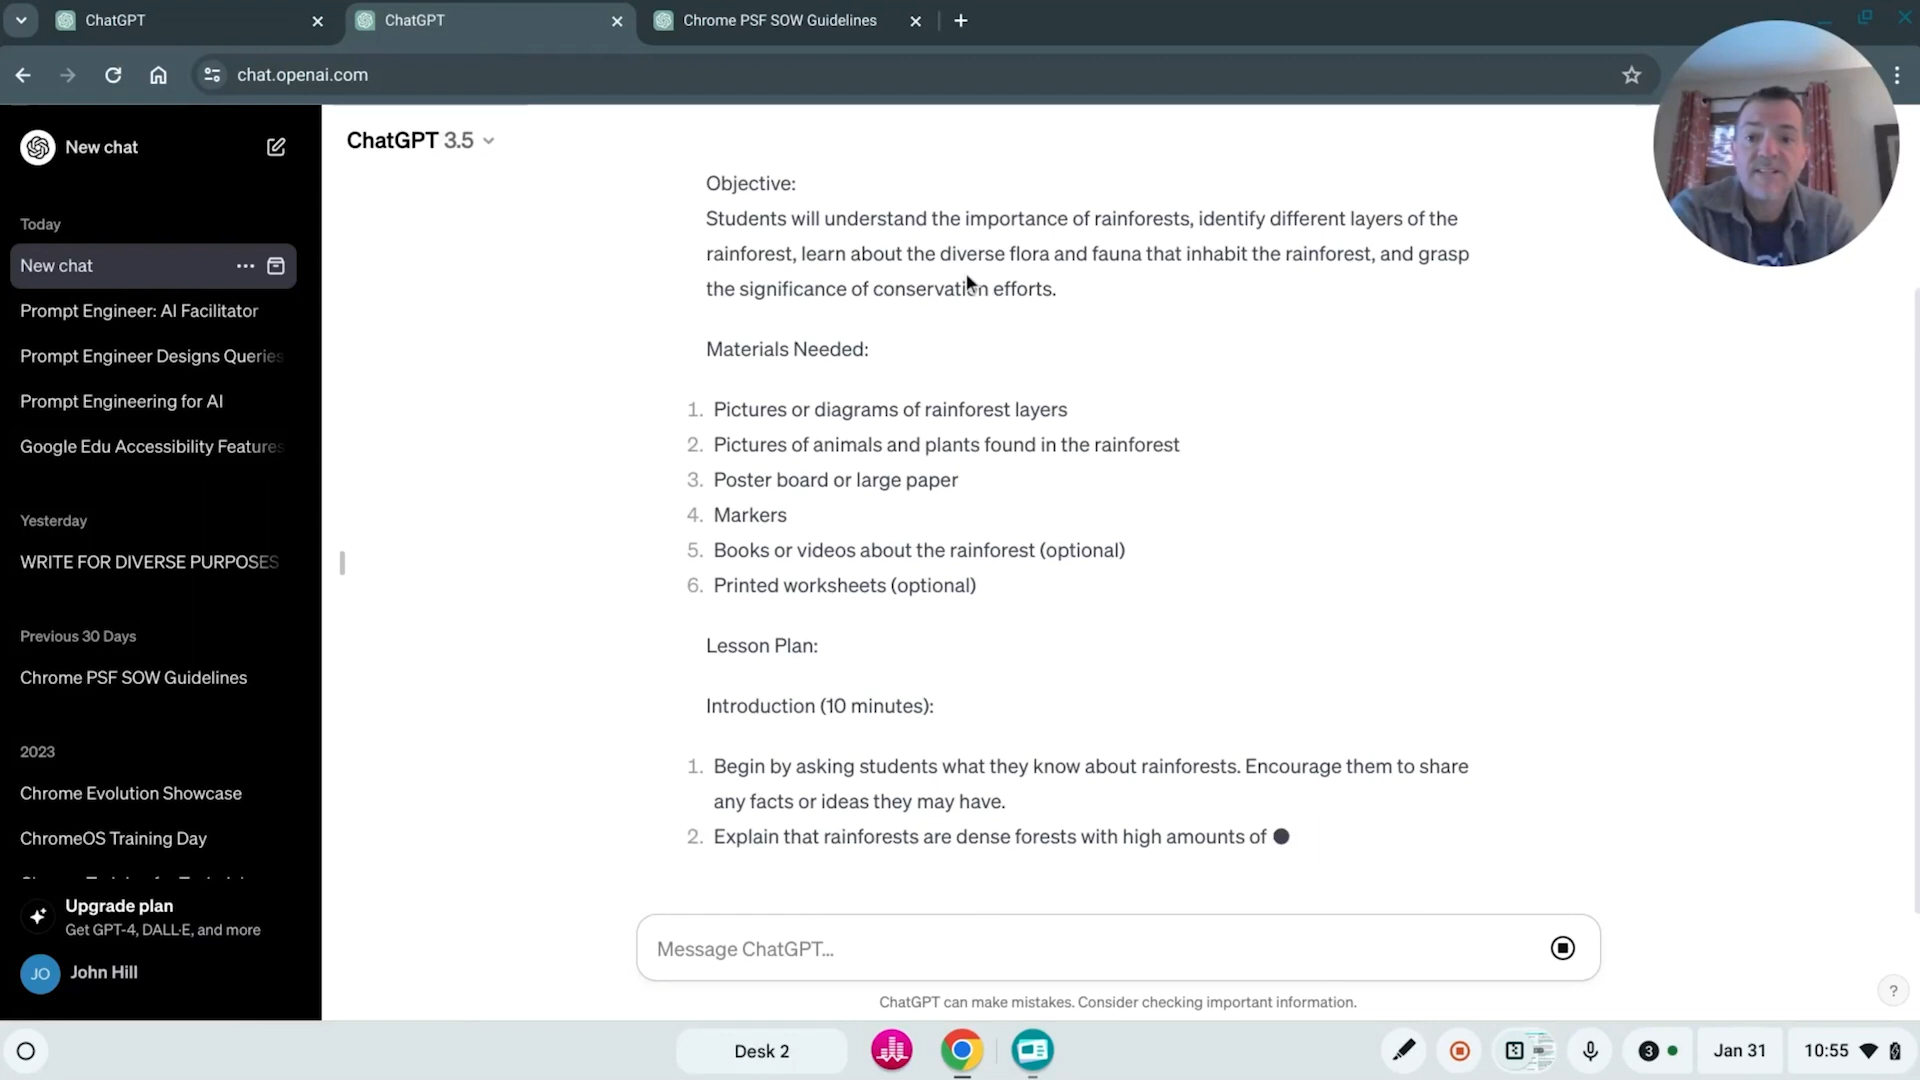 ChatGPT
ChatGPT
Chrome PSF SOW Guidelines
chat.openai.com
New chat
Today
New chat
Prompt Engineer: AI Facilitator
Prompt Engineer Designs Queries
Prompt Engineering for AI
Google Edu Accessibility Features
Yesterday
WRITE FOR DIVERSE PURPOSES
Previous 30 Days
Chrome PSF SOW Guidelines
2023
Chrome Evolution Showcase
ChromeOS Training Day
Upgrade plan
Get GPT-4, DALL·E, and more
JO
John Hill
ChatGPT 3.5
Objective:
Students will understand the importance of rainforests, identify different layers of the
rainforest, learn about the diverse flora and fauna that inhabit the rainforest, and grasp
the significance of conservation efforts.
Materials Needed:
1. Pictures or diagrams of rainforest layers
2. Pictures of animals and plants found in the rainforest
3. Poster board or large paper
4. Markers
5. Books or videos about the rainforest (optional)
6. Printed worksheets (optional)
Lesson Plan:
Introduction (10 minutes):
1. Begin by asking students what they know about rainforests. Encourage them to share
any facts or ideas they may have.
2. Explain that rainforests are dense forests with high amounts of
Message ChatGPT...
ChatGPT can make mistakes. Consider checking important information.
?
Desk 2
3
Jan 31
10:55